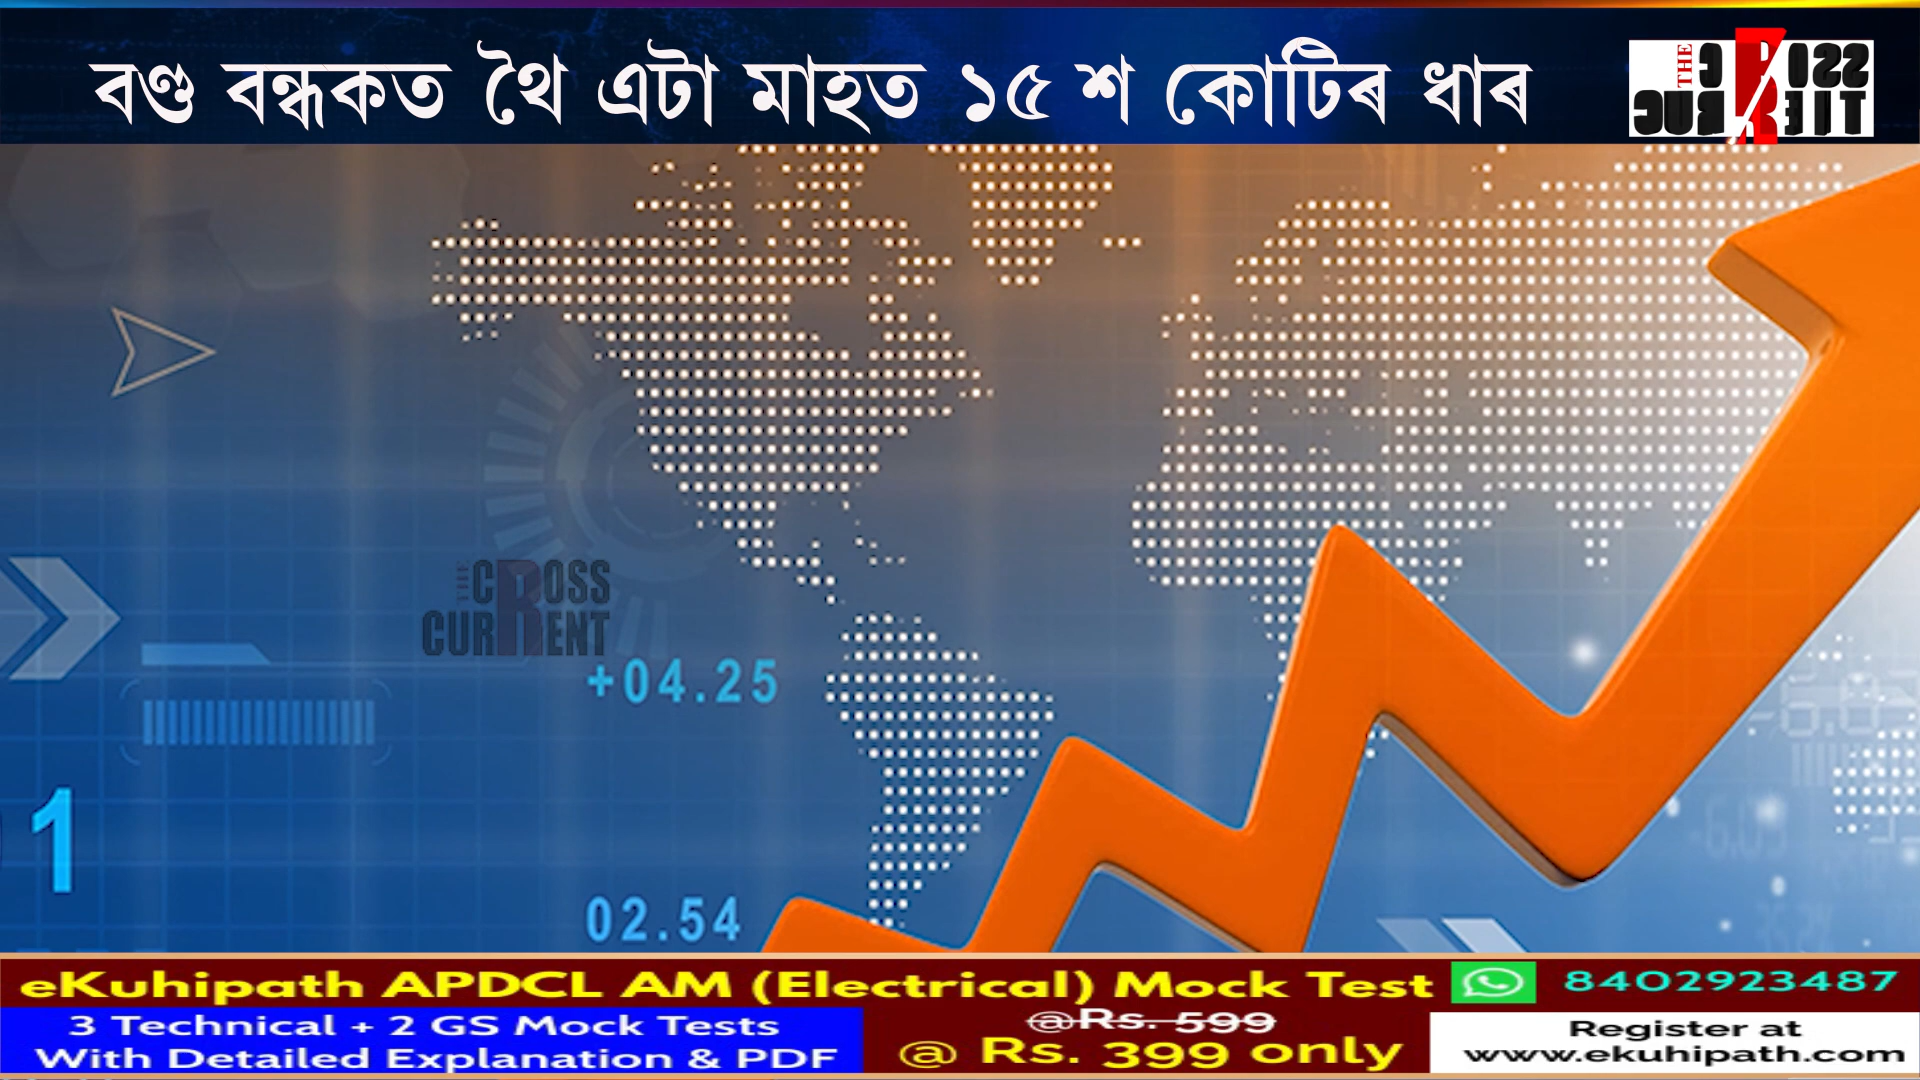 বণ্ড বন্ধকত থৈ এটা মাহত ১৫ শ কোটিৰ ধাৰ
THE CROSS
CURRENT
THE CROSS
CURRENT
+04.25
1
02.54
eKuhipath APDCL AM (Electrical) Mock Test 8402923487
3 Technical + 2 GS Mock Tests
With Detailed Explanation & PDF
@Rs. 599
@ Rs. 399 only
Register at
www.ekuhipath.com